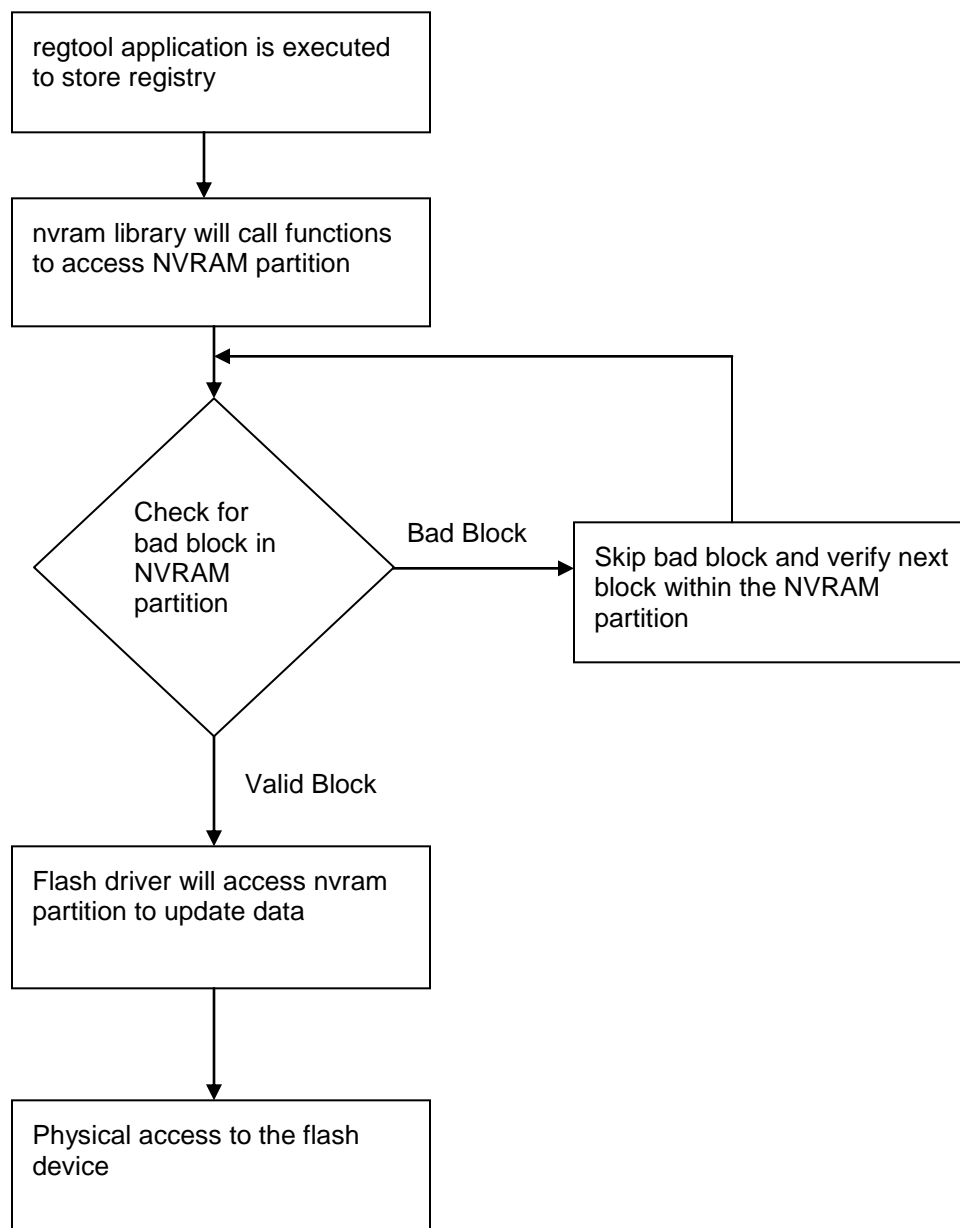 regtool application is executed
to store registry
nvram library will call functions
to access NVRAM partition
Check for
bad block in
NVRAM
partition
Bad Block
Skip bad block and verify next
block within the NVRAM
partition
Valid Block
Flash driver will access nvram
partition to update data
Physical access to the flash
device